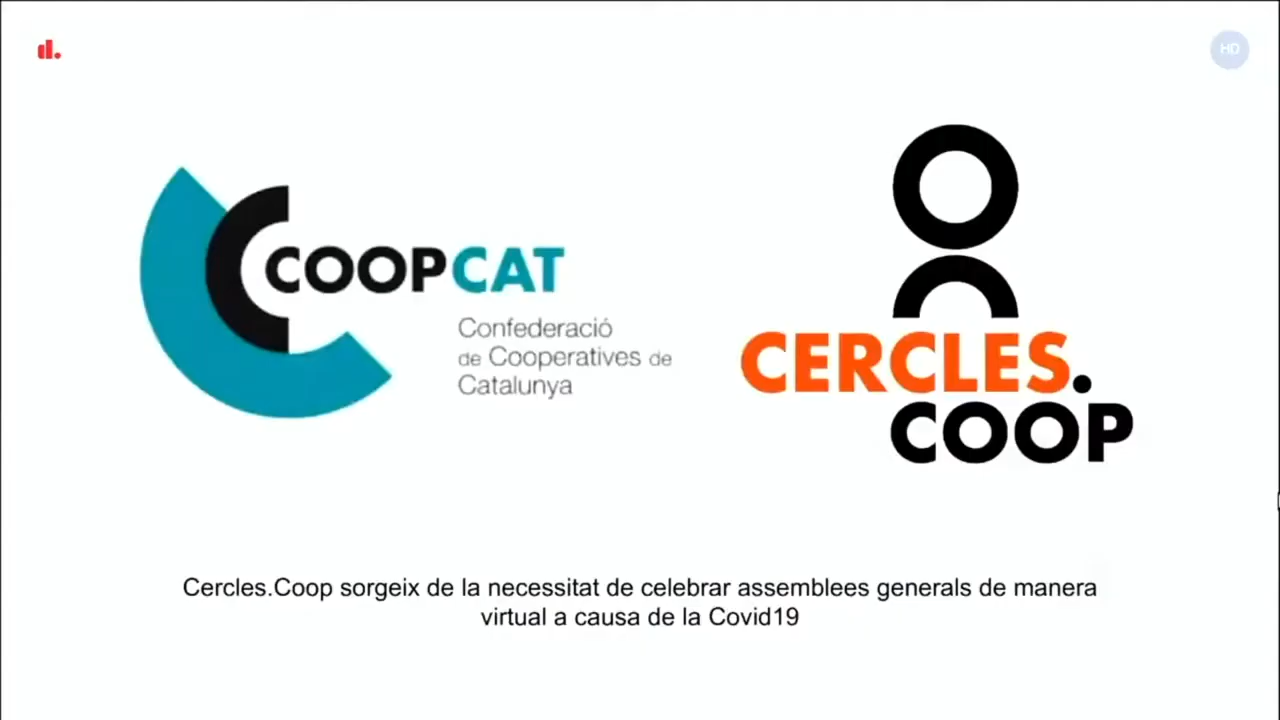 d.
HD
COOPCAT
Confederació
de Cooperatives de
Catalunya
CERCLES.
COOP
Cercles.Coop sorgeix de la necessitat de celebrar assemblees generals de manera
virtual a causa de la Covid19